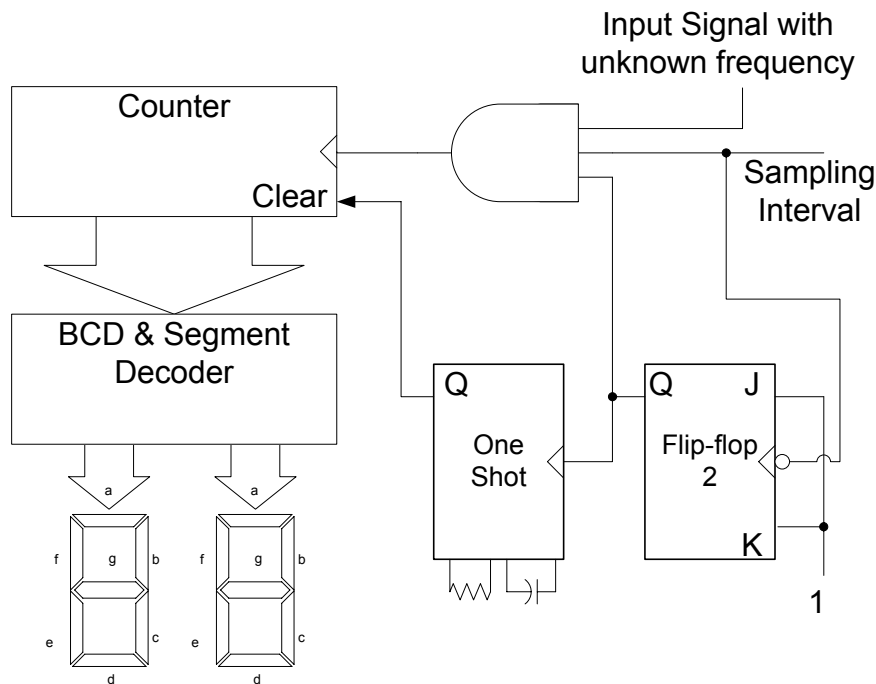 Input Signal with
unknown frequency
Counter
Clear
Sampling
Interval
BCD & Segment
Decoder
Q
One
Shot
Q
J
Flip-flop
2
K
1
a
f
g
b
e
c
d
a
f
g
b
e
c
d